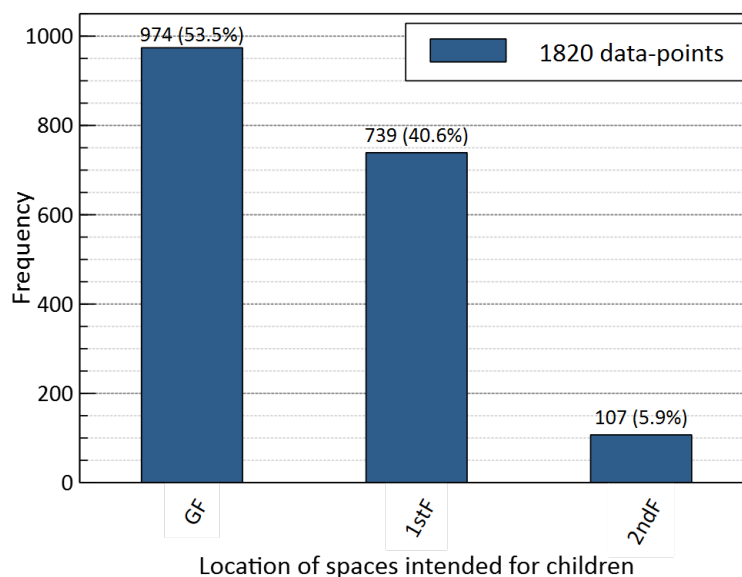 974 (53.5%)
1820 data-points
739 (40.6%)
107 (5.9%)
Frequency
1000
800
600
400
200
0
GF
1stF
2ndF
Location of spaces intended for children